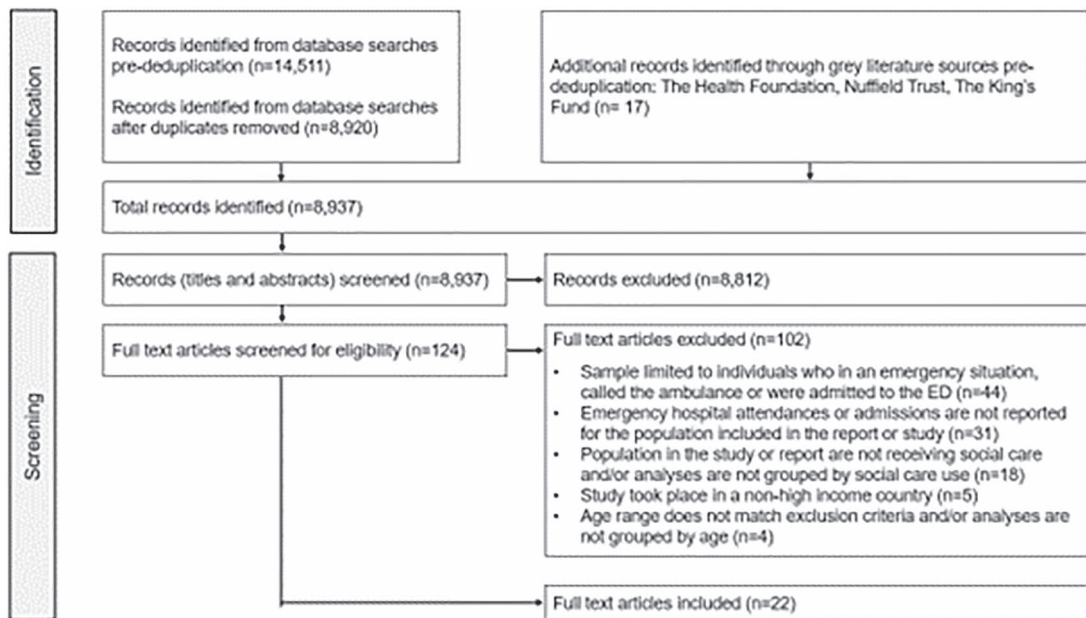 Identification
Records identified from database searches
pre-deduplication (n=14,511)
Records identified from database searches
after duplicates removed (n=8,920)
Additional records identified through grey literature sources pre-
deduplication: The Health Foundation, Nuffield Trust, The King's
Fund (n= 17)
Total records identified (n=8,937)
Screening
Records (titles and abstracts) screened (n=8,937)
Records excluded (n=8,812)
Full text articles screened for eligibility (n=124)
Full text articles excluded (n=102)
• Sample limited to individuals who in an emergency situation,
called the ambulance or were admitted to the ED (n=44)
• Emergency hospital attendances or admissions are not reported
for the population included in the report or study (n=31)
• Population in the study or report are not receiving social care
and/or analyses are not grouped by social care use (n=18)
• Study took place in a non-high income country (n=5)
• Age range does not match exclusion criteria and/or analyses are
not grouped by age (n=4)
Full text articles included (n=22)